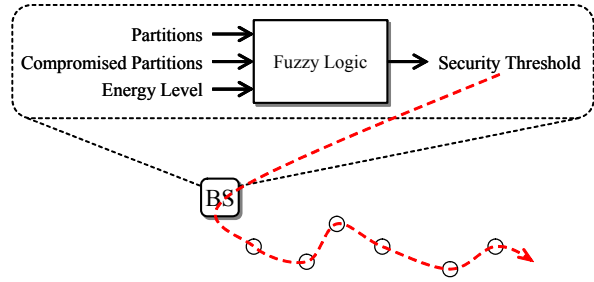 Partitions
Compromised Partitions
Energy Level
Fuzzy Logic
Security Threshold
BS